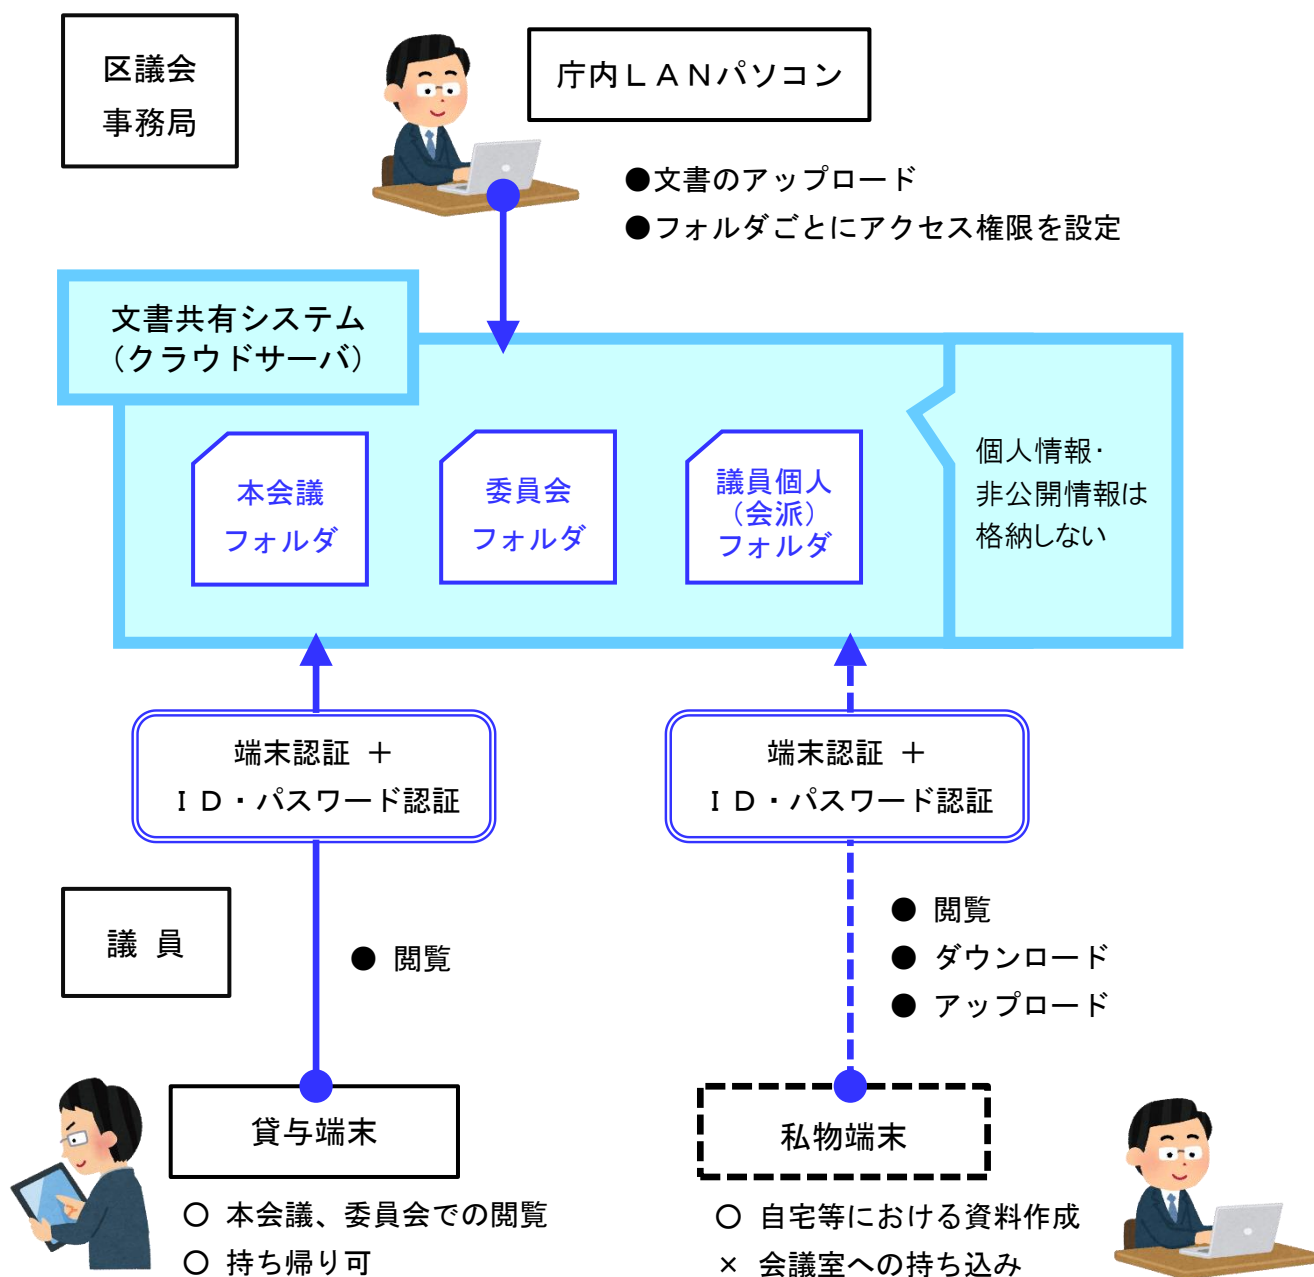 区議会
事務局
庁内ＬＡＮパソコン
●文書のアップロード
●フォルダごとにアクセス権限を設定
文書共有システム
（クラウドサーバ）
本会議
フォルダ
委員会
フォルダ
議員個人
（会派）
フォルダ
個人情報・
非公開情報は
格納しない
端末認証 ＋
ＩＤ・パスワード認証
端末認証 ＋
ＩＤ・パスワード認証
議 員
● 閲覧
● 閲覧
● ダウンロード
● アップロード
貸与端末
○ 本会議、委員会での閲覧
○ 持ち帰り可
私物端末
○ 自宅等における資料作成
× 会議室への持ち込み